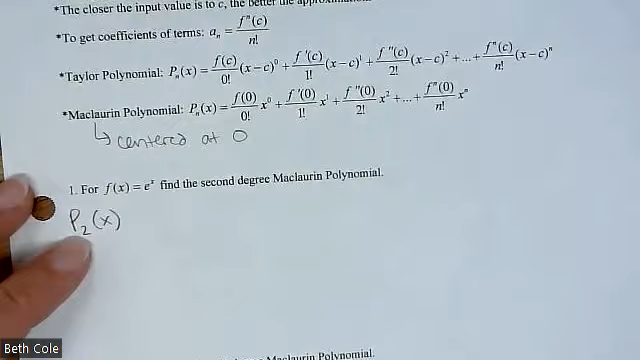 *The closer the input value is to c, the better the
*To get coefficients of terms: aₙ = fⁿ(c)/n!
*Taylor Polynomial: Pₙ(x) = f(c)/0! (x−c)⁰ + f'(c)/1! (x−c)¹ + f''(c)/2! (x−c)² + ... + fⁿ(c)/n! (x−c)ⁿ
*Maclaurin Polynomial: Pₙ(x) = f(0)/0! x⁰ + f'(0)/1! x¹ + f''(0)/2! x² + ... + fⁿ(0)/n! xⁿ
↳ centered at 0
1. For f(x) = eˣ find the second degree Maclaurin Polynomial.
P₂(x)
Maclaurin Polynomial.
Beth Cole